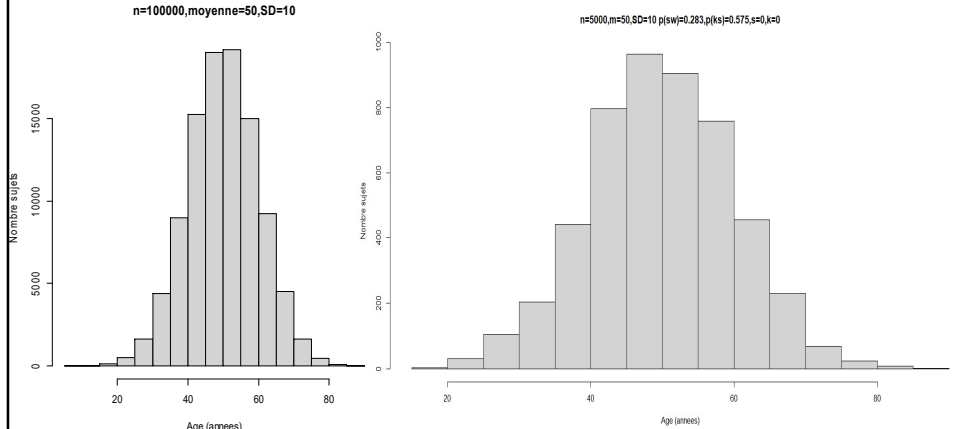 n=100000,moyenne=50,SD=10
Nombre sujets
15000
10000
5000
0
20 40 60 80
Age (annees)
n=5000,m=50,SD=10 p(sw)=0.283,p(ks)=0.575,s=0,k=0
Nombre sujets
1000
800
600
400
200
0
20 40 60 80
Age (annees)